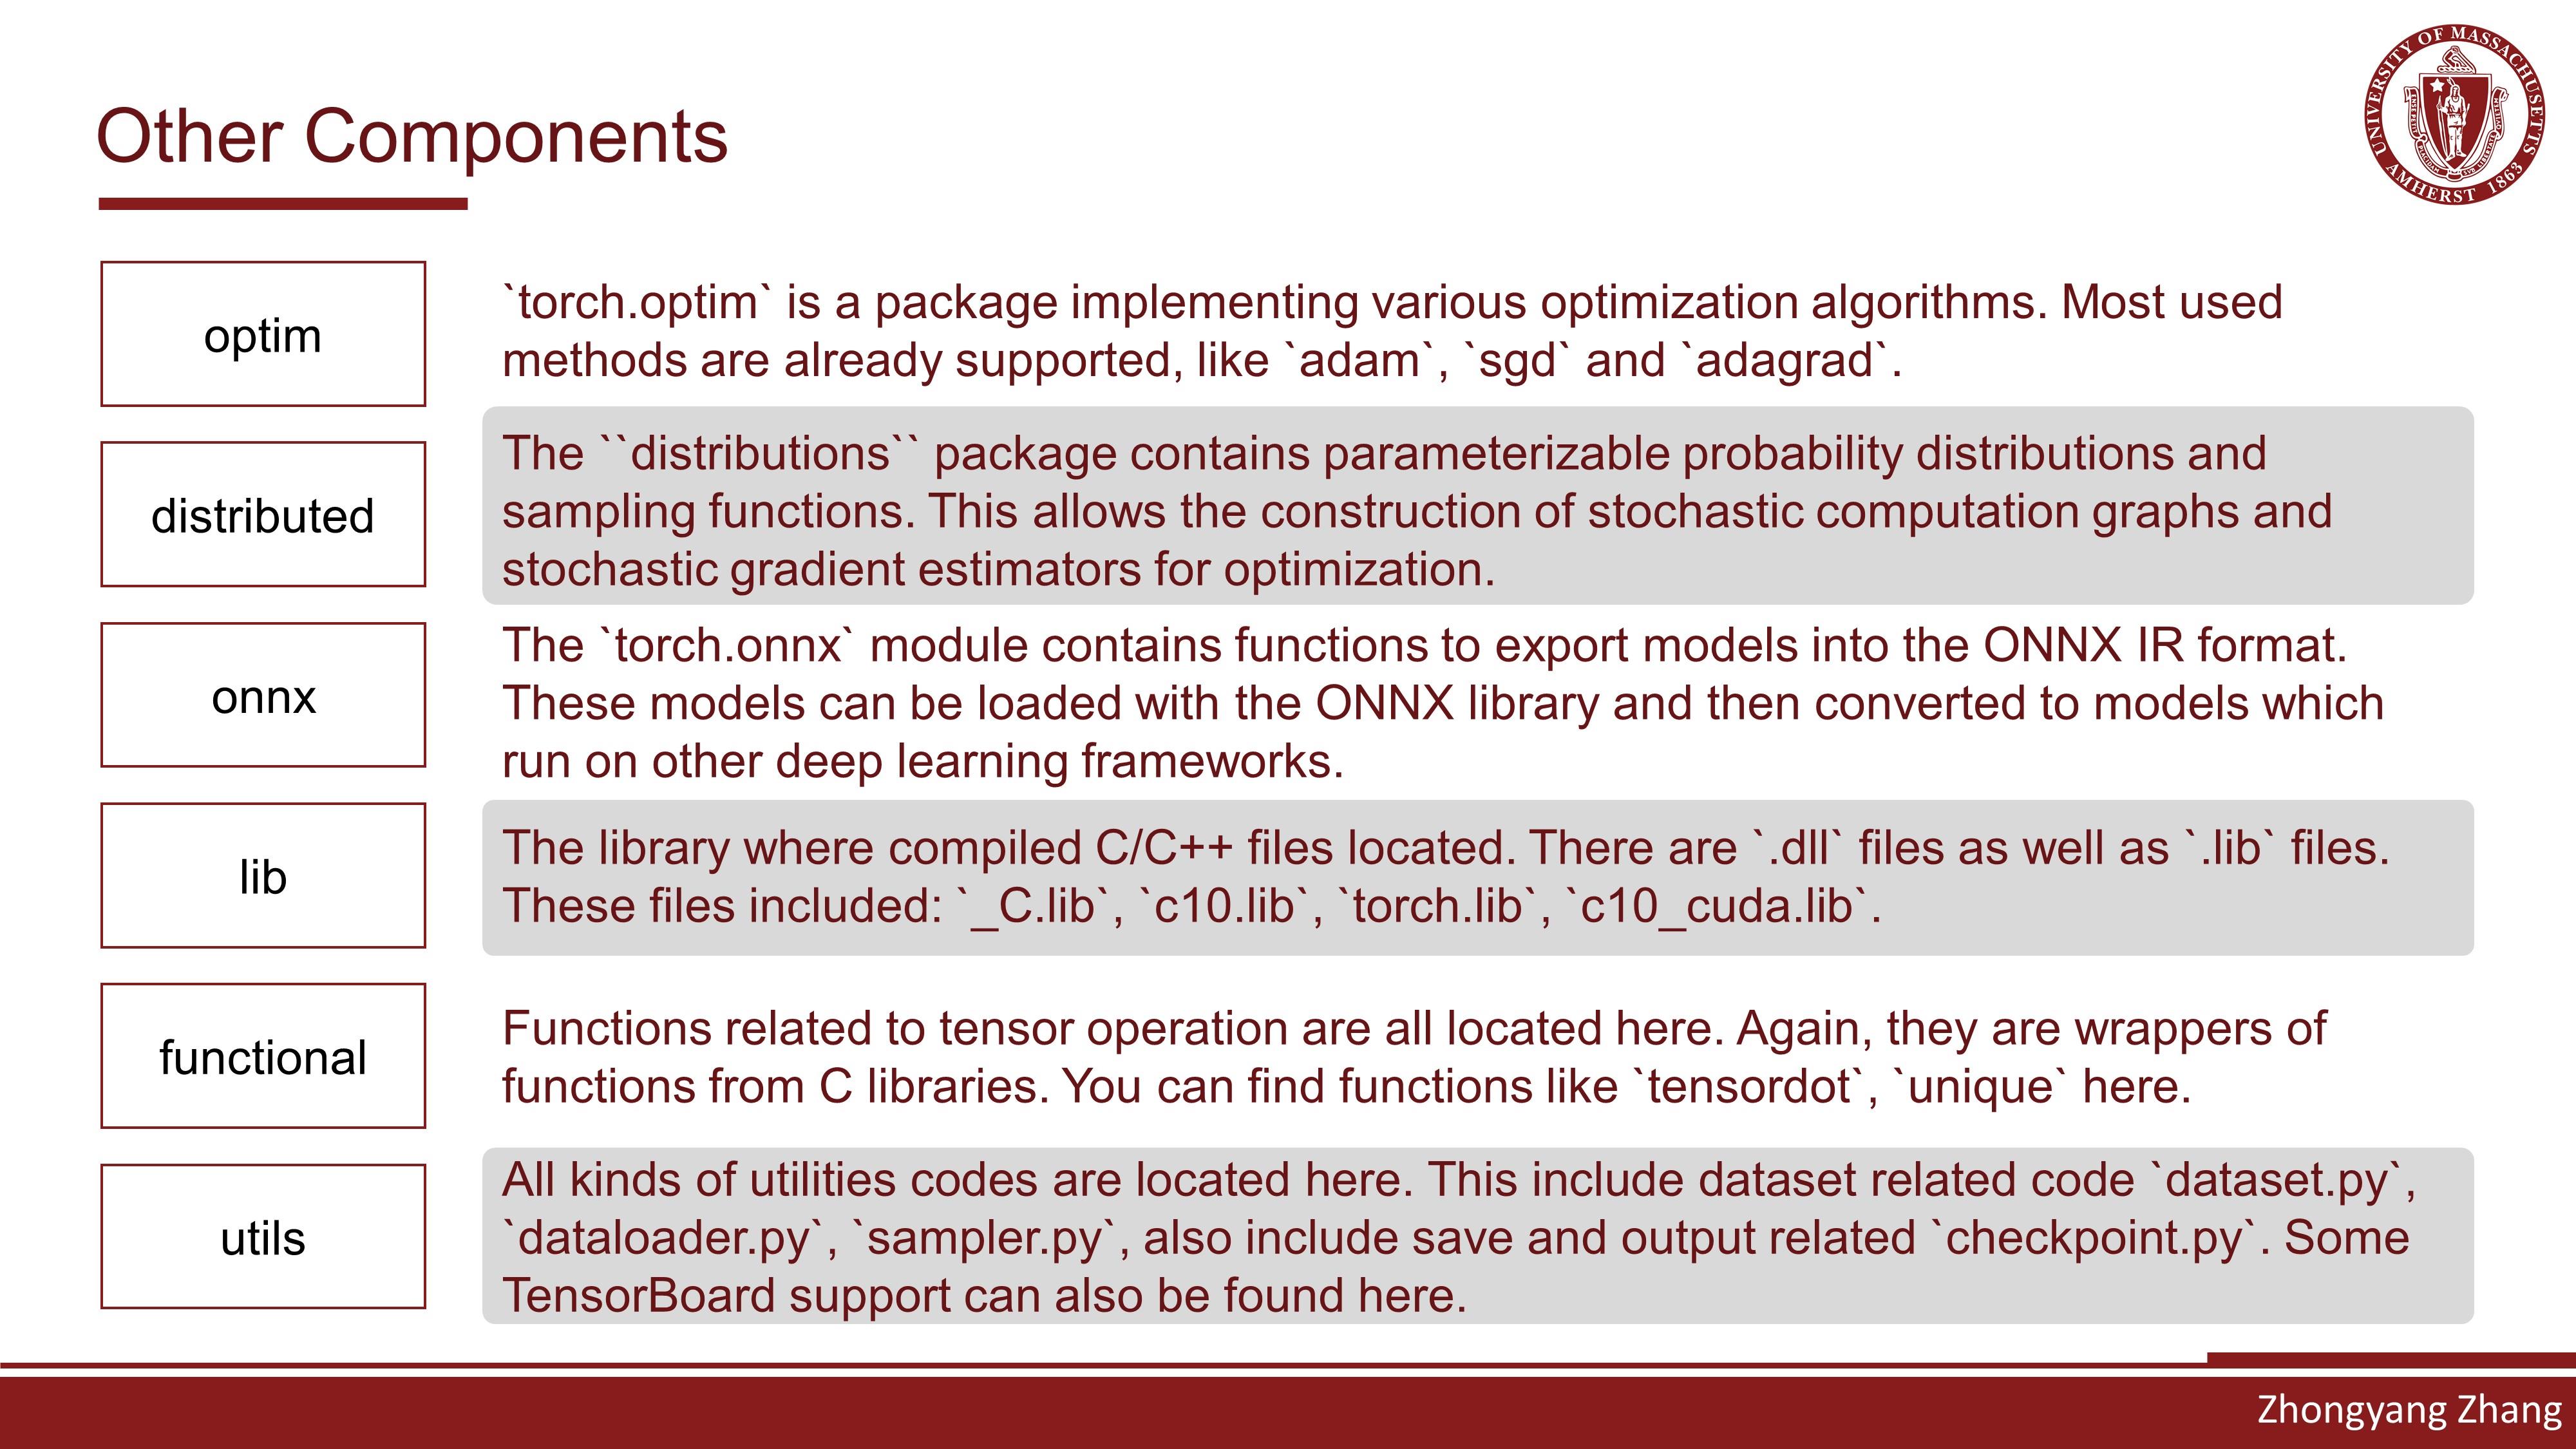 UNIVERSITY OF MASSACHUSETTS
AMHERST 1863
Other Components
optim
`torch.optim` is a package implementing various optimization algorithms. Most used
methods are already supported, like `adam`, `sgd` and `adagrad`.
distributed
The ``distributions`` package contains parameterizable probability distributions and
sampling functions. This allows the construction of stochastic computation graphs and
stochastic gradient estimators for optimization.
onnx
The `torch.onnx` module contains functions to export models into the ONNX IR format.
These models can be loaded with the ONNX library and then converted to models which
run on other deep learning frameworks.
lib
The library where compiled C/C++ files located. There are `.dll` files as well as `.lib` files.
These files included: `_C.lib`, `c10.lib`, `torch.lib`, `c10_cuda.lib`.
functional
Functions related to tensor operation are all located here. Again, they are wrappers of
functions from C libraries. You can find functions like `tensordot`, `unique` here.
utils
All kinds of utilities codes are located here. This include dataset related code `dataset.py`,
`dataloader.py`, `sampler.py`, also include save and output related `checkpoint.py`. Some
TensorBoard support can also be found here.
Zhongyang Zhang